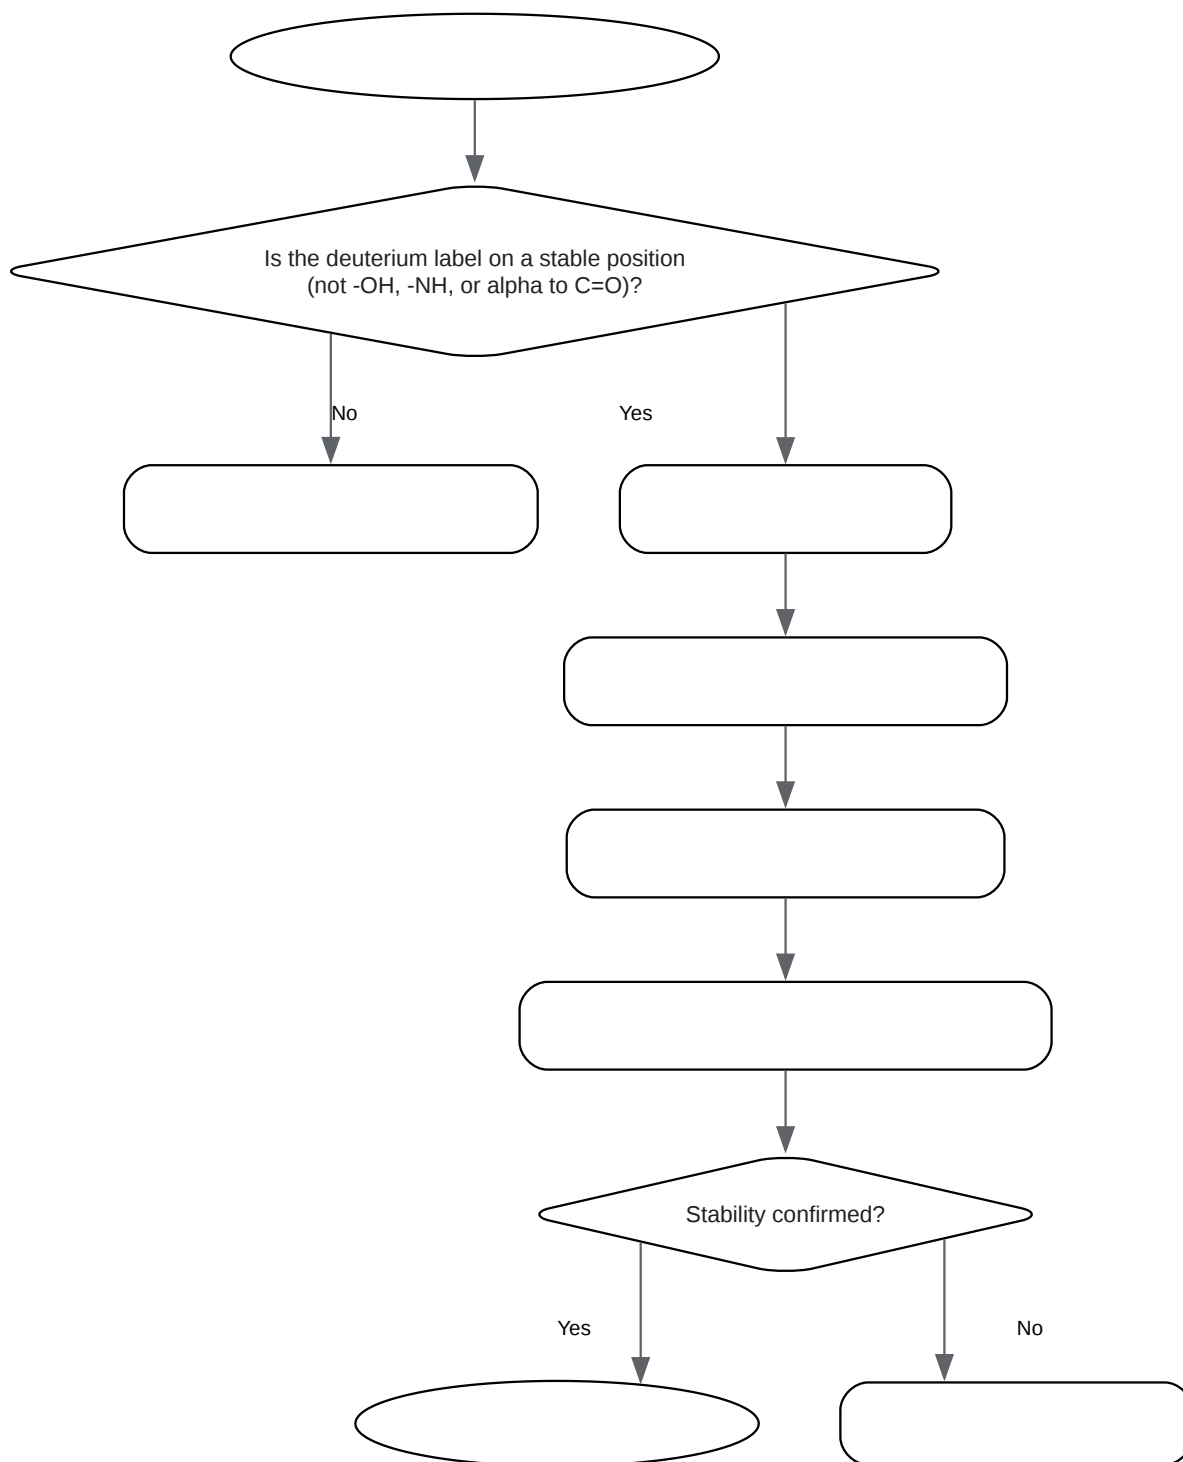 Is the deuterium label on a stable position
(not -OH, -NH, or alpha to C=O)?
No
Yes
Stability confirmed?
Yes
No